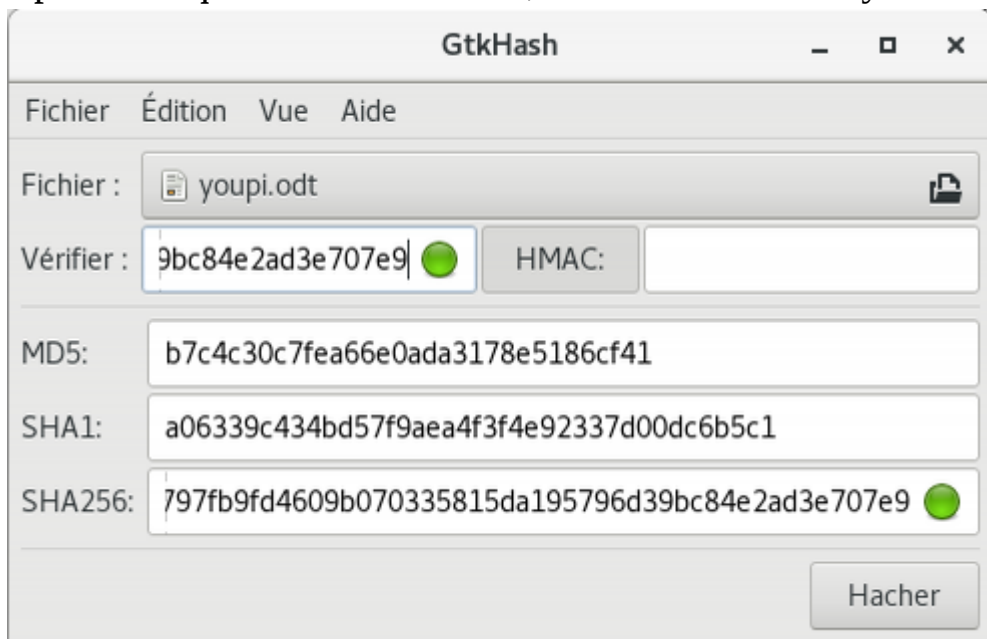 GtkHash
Fichier Édition Vue Aide
Fichier : youpi.odt
Vérifier : 9bc84e2ad3e707e9 HMAC:
MD5: b7c4c30c7fea66e0ada3178e5186cf41
SHA1: a06339c434bd57f9aea4f3f4e92337d00dc6b5c1
SHA256: 797fb9fd4609b070335815da195796d39bc84e2ad3e707e9
Hacher